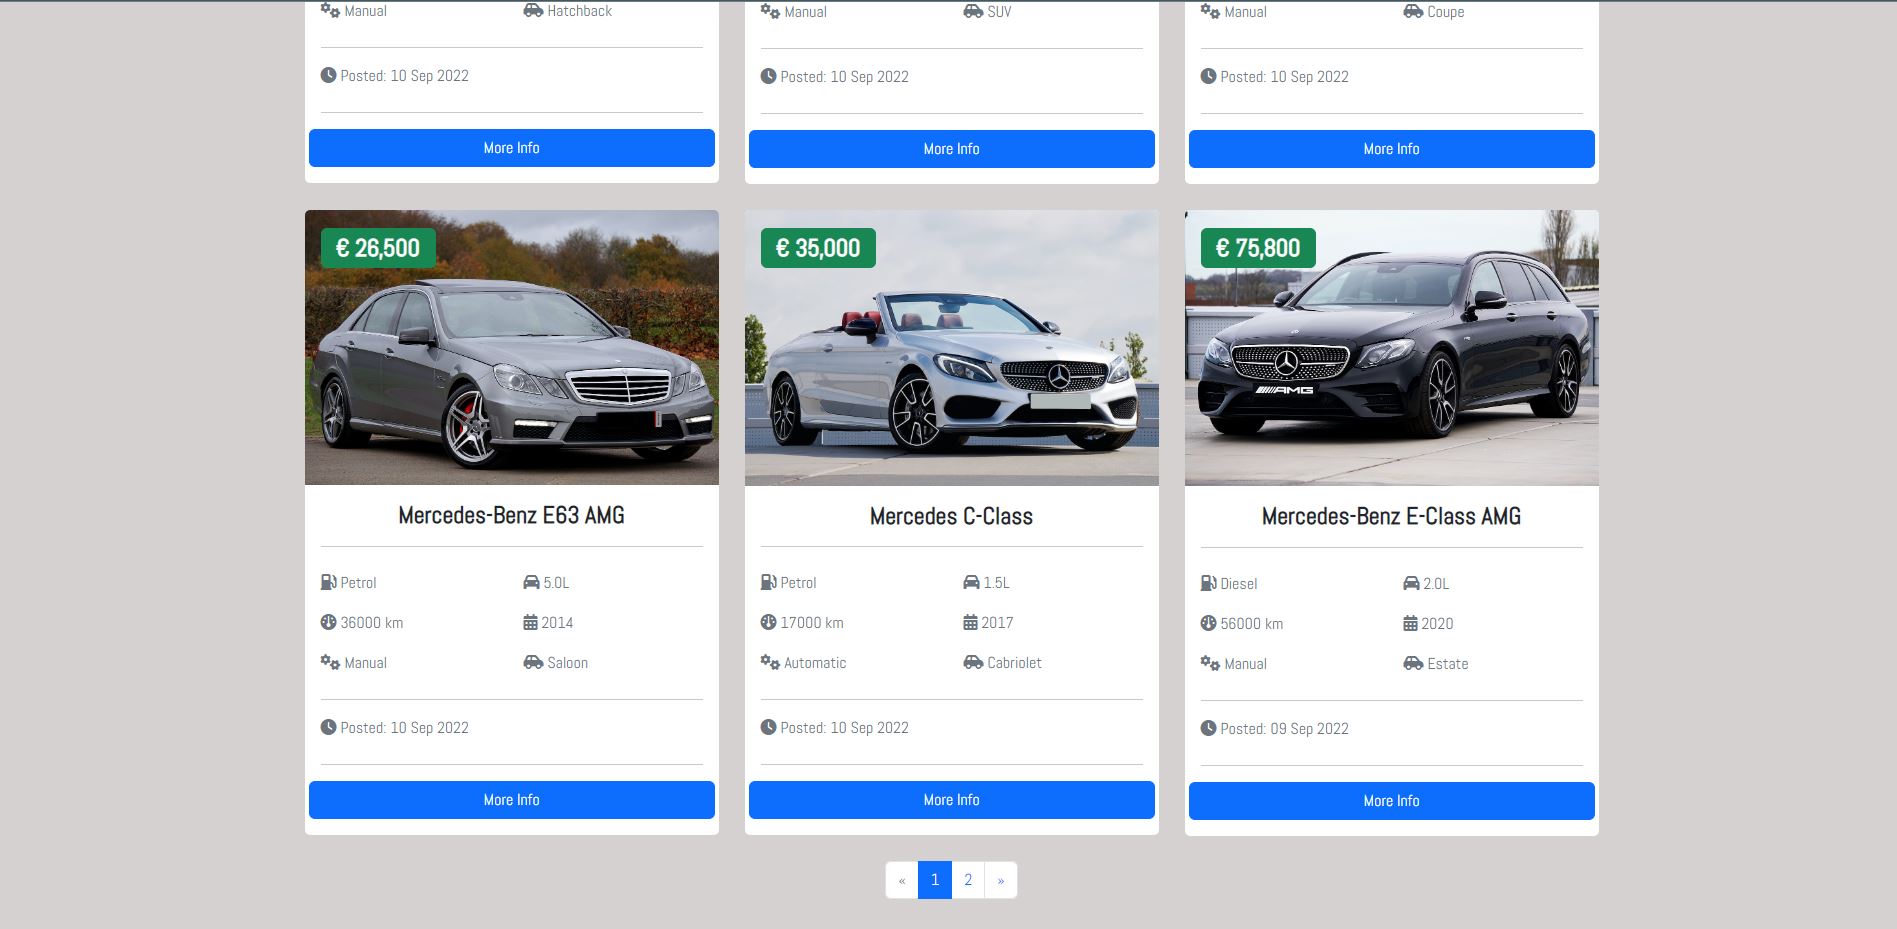 Manual Hatchback
Posted: 10 Sep 2022
More Info
Manual SUV
Posted: 10 Sep 2022
More Info
Manual Coupe
Posted: 10 Sep 2022
More Info
€ 26,500
Mercedes-Benz E63 AMG
Petrol 5.0L
36000 km 2014
Manual Saloon
Posted: 10 Sep 2022
More Info
€ 35,000
Mercedes C-Class
Petrol 1.5L
17000 km 2017
Automatic Cabriolet
Posted: 10 Sep 2022
More Info
€ 75,800
AMG
Mercedes-Benz E-Class AMG
Diesel 2.0L
56000 km 2020
Manual Estate
Posted: 09 Sep 2022
More Info
« 1 2 »